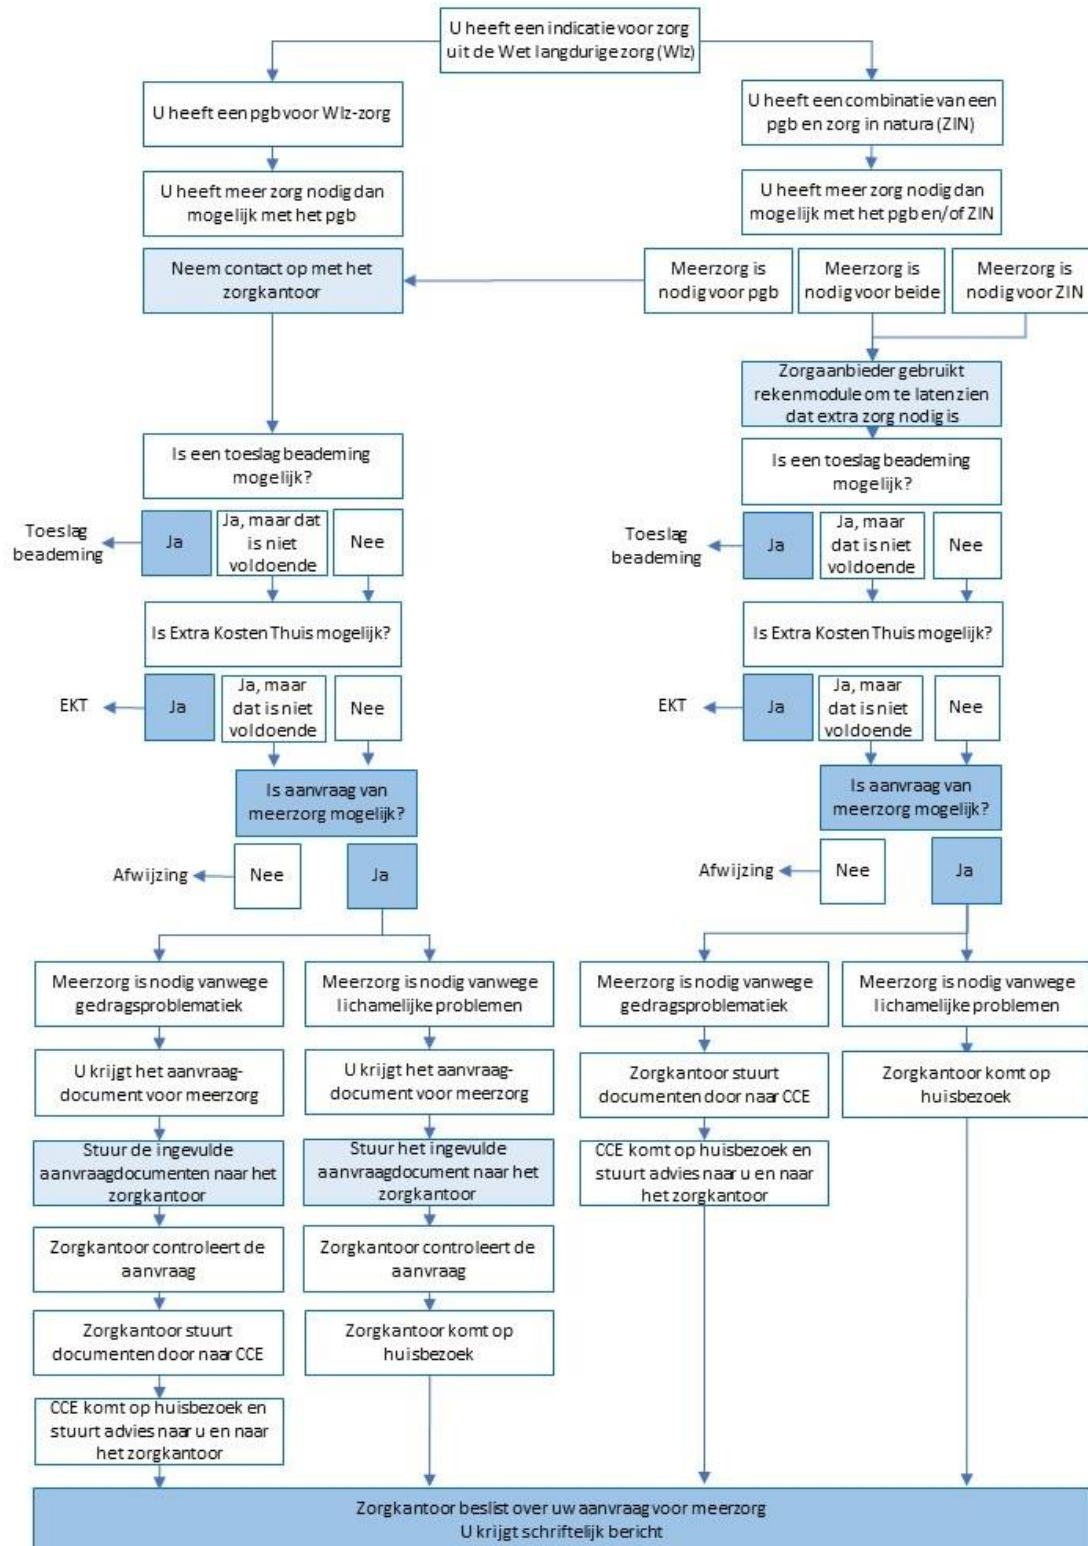 U heeft een indicatie voor zorg
uit de Wet langdurige zorg (Wlz)
U heeft een pgb voor Wlz-zorg
U heeft een combinatie van een
pgb en zorg in natura (ZIN)
U heeft meer zorg nodig dan
mogelijk met het pgb
U heeft meer zorg nodig dan
mogelijk met het pgb en/of ZIN
Neem contact op met het
zorgkantoor
Meerzorg is
nodig voor pgb
Meerzorg is
nodig voor beide
Meerzorg is
nodig voor ZIN
Zorgaanbieder gebruikt
rekenmodule om te laten zien
dat extra zorg nodig is
Is een toeslag beademing
mogelijk?
Toeslag
beademing
Ja
Ja, maar dat
is niet
voldoende
Nee
Is Extra Kosten Thuis mogelijk?
EKT
Ja
Ja, maar
dat is niet
voldoende
Nee
Is aanvraag van
meerzorg mogelijk?
Afwijzing
Nee
Ja
Is een toeslag beademing
mogelijk?
Toeslag
beademing
Ja
Ja, maar
dat is niet
voldoende
Nee
Is Extra Kosten Thuis mogelijk?
EKT
Ja
Ja, maar
dat is niet
voldoende
Nee
Is aanvraag van
meerzorg mogelijk?
Afwijzing
Nee
Ja
Meerzorg is nodig vanwege
gedragsproblematiek
U krijgt het aanvraag-
document voor meerzorg
Stuur de ingevulde
aanvraagdocumenten naar het
zorgkantoor
Zorgkantoor controleert de
aanvraag
Zorgkantoor stuurt
documenten door naar CCE
CCE komt op huisbezoek en
stuurt advies naar u en naar
het zorgkantoor
Meerzorg is nodig vanwege
lichamelijke problemen
U krijgt het aanvraag-
document voor meerzorg
Stuur het ingevulde
aanvraagdocument naar het
zorgkantoor
Zorgkantoor controleert de
aanvraag
Zorgkantoor komt op
huisbezoek
Meerzorg is nodig vanwege
gedragsproblematiek
Zorgkantoor stuurt
documenten door naar CCE
CCE komt op huisbezoek en
stuurt advies naar u en naar
het zorgkantoor
Meerzorg is nodig vanwege
lichamelijke problemen
Zorgkantoor komt op
huisbezoek
Zorgkantoor beslist over uw aanvraag voor meerzorg
U krijgt schriftelijk bericht